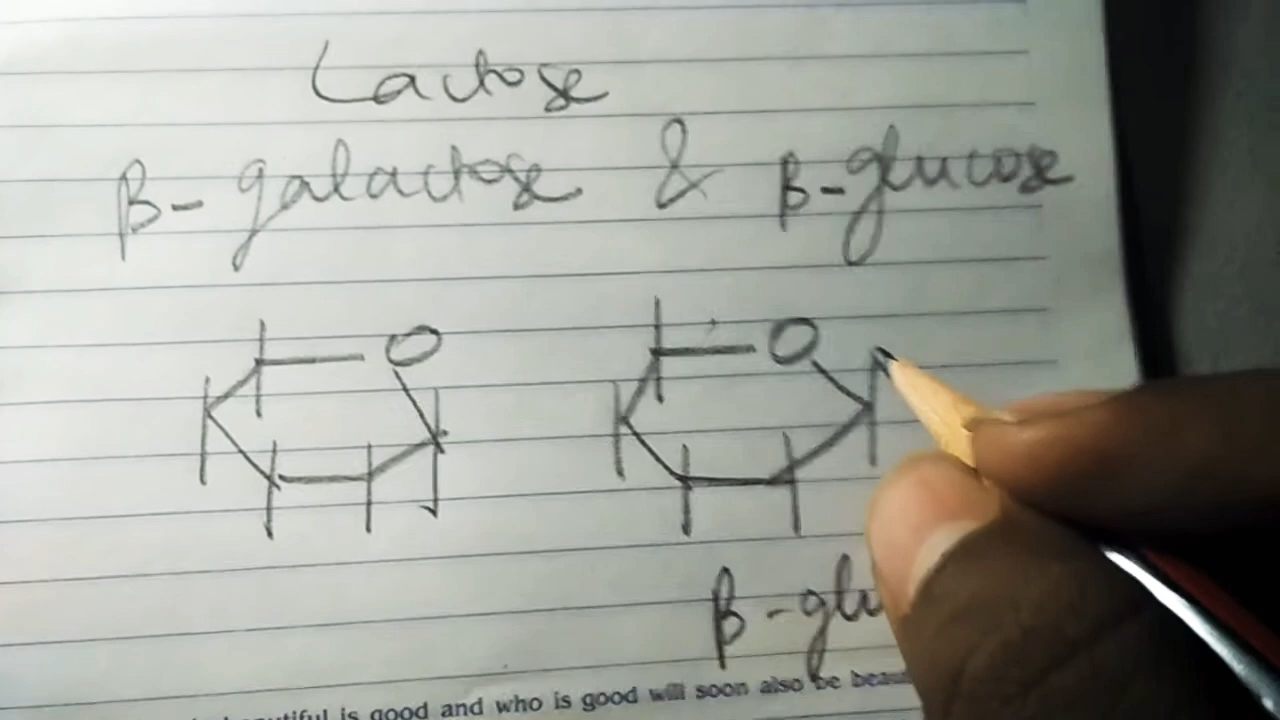 Lactose
β- galactose & β-glucose
O O
β-glu
is good and who is good will soon also be beau